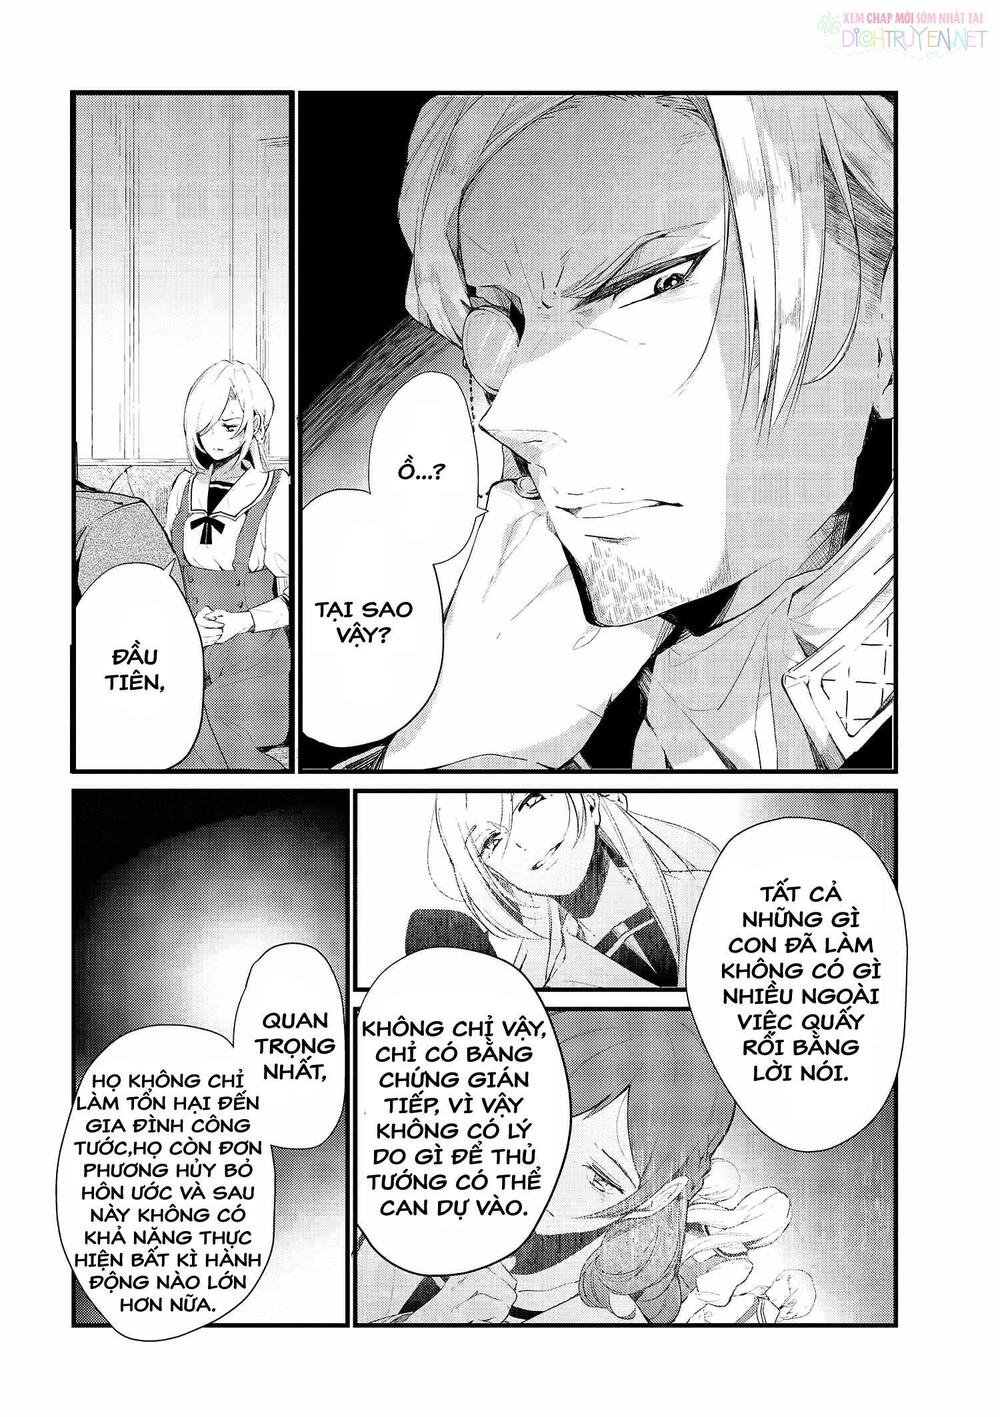 XEM CHAP MỚI SỚM NHẤT TẠI
DICHTRUYEN.NET
Ồ...?
TẠI SAO
VẬY?
ĐẦU
TIÊN,
TẤT CẢ
NHỮNG GÌ
CON ĐÃ LÀM
KHÔNG CÓ GÌ
NHIỀU NGOÀI
VIỆC QUẤY
RỐI BẰNG
LỜI NÓI.
KHÔNG CHỈ VẬY,
CHỈ CÓ BẰNG
CHỨNG GIÁN
TIẾP, VÌ VẬY
KHÔNG CÓ LÝ
DO GÌ ĐỂ THỦ
TƯỚNG CÓ THỂ
CAN DỰ VÀO.
QUAN
TRỌNG
NHẤT,
HỌ KHÔNG CHỈ
LÀM TỔN HẠI ĐẾN
GIA ĐÌNH CÔNG
TƯỚC,HỌ CÒN ĐƠN
PHƯƠNG HỦY BỎ
HÔN ƯỚC VÀ SAU
NÀY KHÔNG CÓ
KHẢ NĂNG THỰC
HIỆN BẤT KÌ HÀNH
ĐỘNG NÀO LỚN
HƠN NỮA.